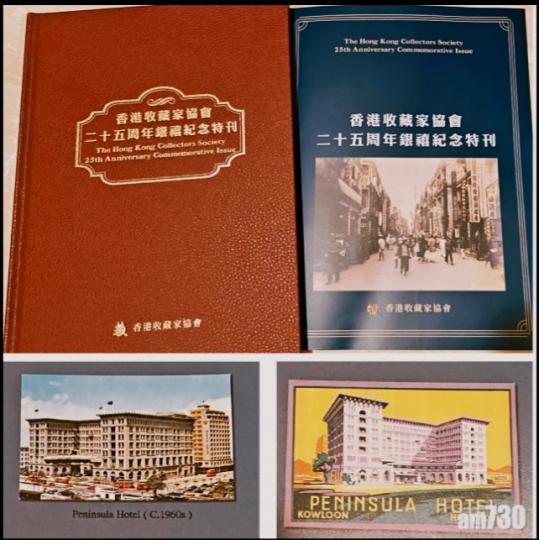 香港收藏家協會
二十五周年銀禧紀念特刊
The Hong Kong Collectors Society
25th Anniversary Commemorative Issue
香港收藏家協會
The Hong Kong Collectors Society
25th Anniversary Commemorative Issue
香港收藏家協會
二十五周年銀禧紀念特刊
香港收藏家協會
Peninsula Hotel ( C.1960s )
PENINSULA HOTEL
KOWLOON
am730